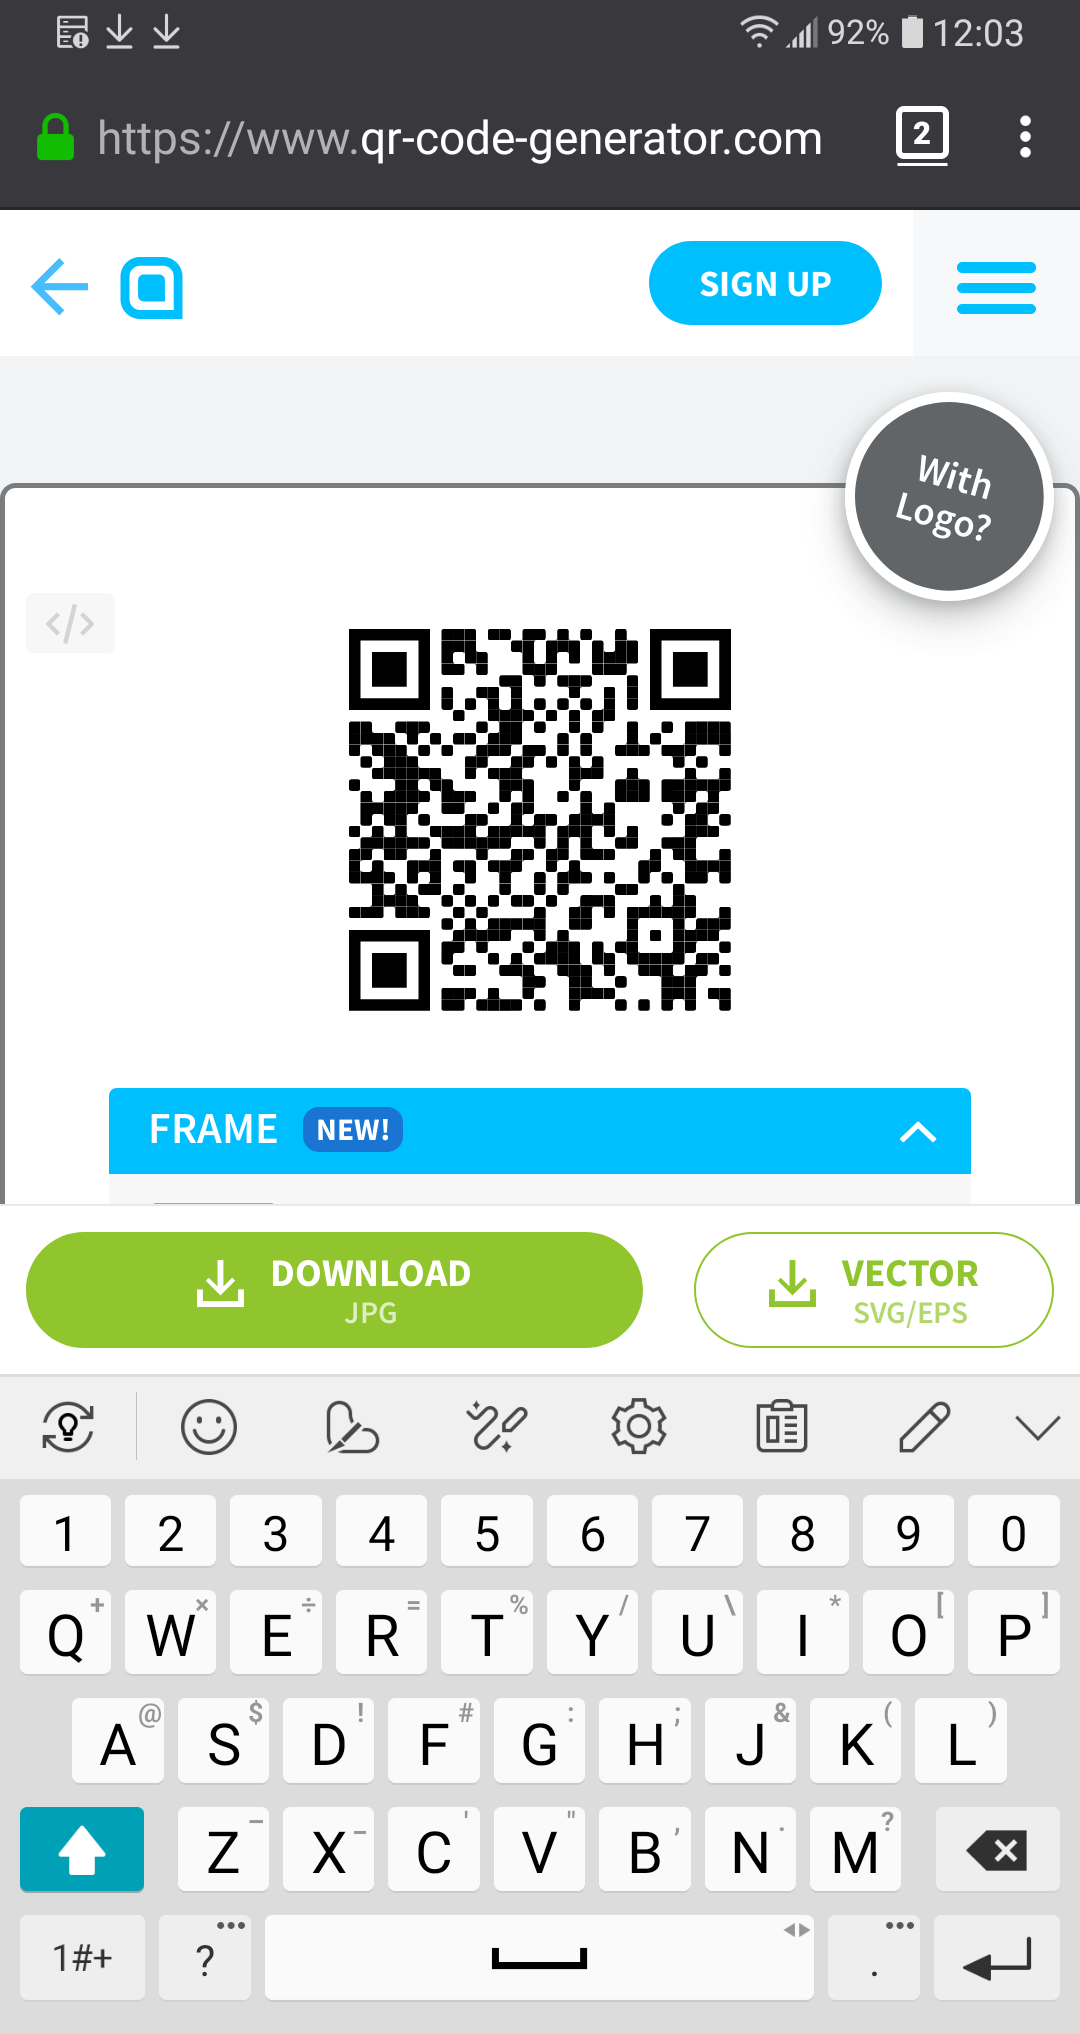 92% 12:03
https://www.qr-code-generator.com 2
SIGN UP
With
Logo?
</>
FRAME NEW!
DOWNLOAD
JPG
VECTOR
SVG/EPS
1 2 3 4 5 6 7 8 9 0
Q + W × E ÷ R = T % Y / U \ I * O [ P ]
A @ S $ D ! F # G : H ; J & K ( L )
Z – X - C ' V " B , N . M ?
1#+ ? .